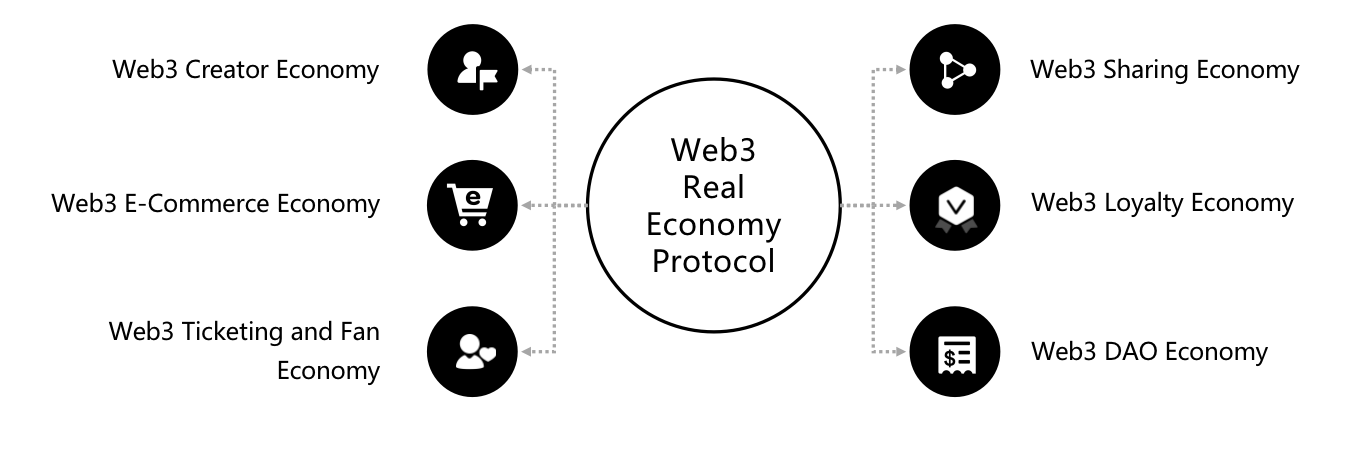 Web3 Creator Economy
Web3 E-Commerce Economy
e
Web3 Ticketing and Fan
Economy
Web3
Real
Economy
Protocol
Web3 Sharing Economy
Web3 Loyalty Economy
$
Web3 DAO Economy